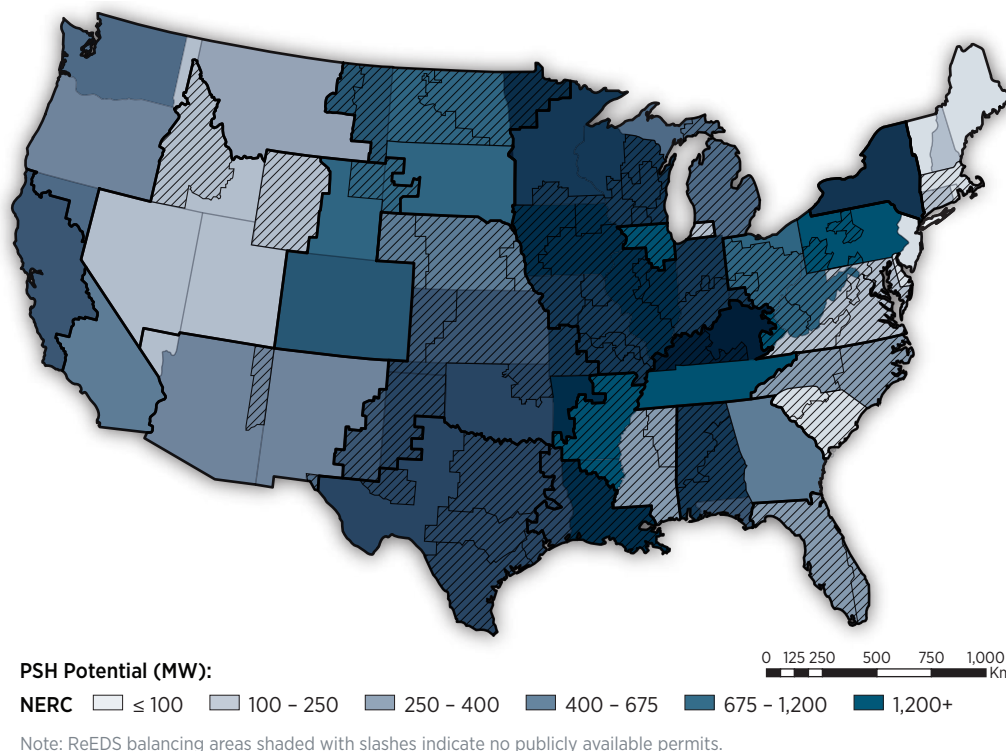 PSH Potential (MW):
0 125 250 500 750 1,000
Km
NERC ≤ 100 100 – 250 250 – 400 400 – 675 675 – 1,200 1,200+
Note: ReEDS balancing areas shaded with slashes indicate no publicly available permits.